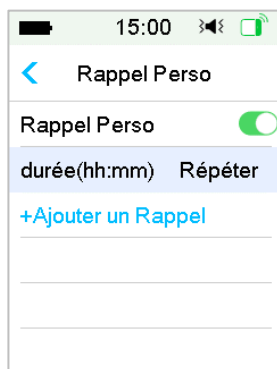 15:00
Rappel Perso
Rappel Perso
durée(hh:mm) Répéter
+Ajouter un Rappel